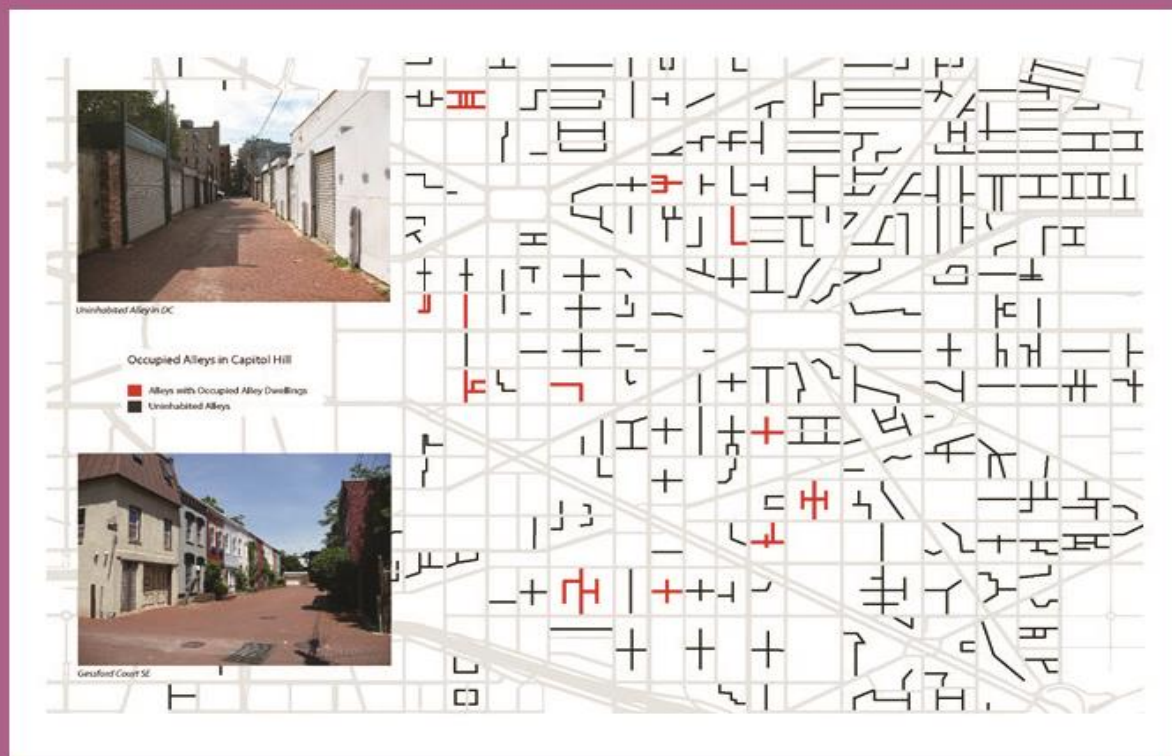 Uninhabited Alley in DC
Occupied Alleys in Capitol Hill
Alleys with Occupied Alley Dwellings
Uninhabited Alleys
Gessford Court SE